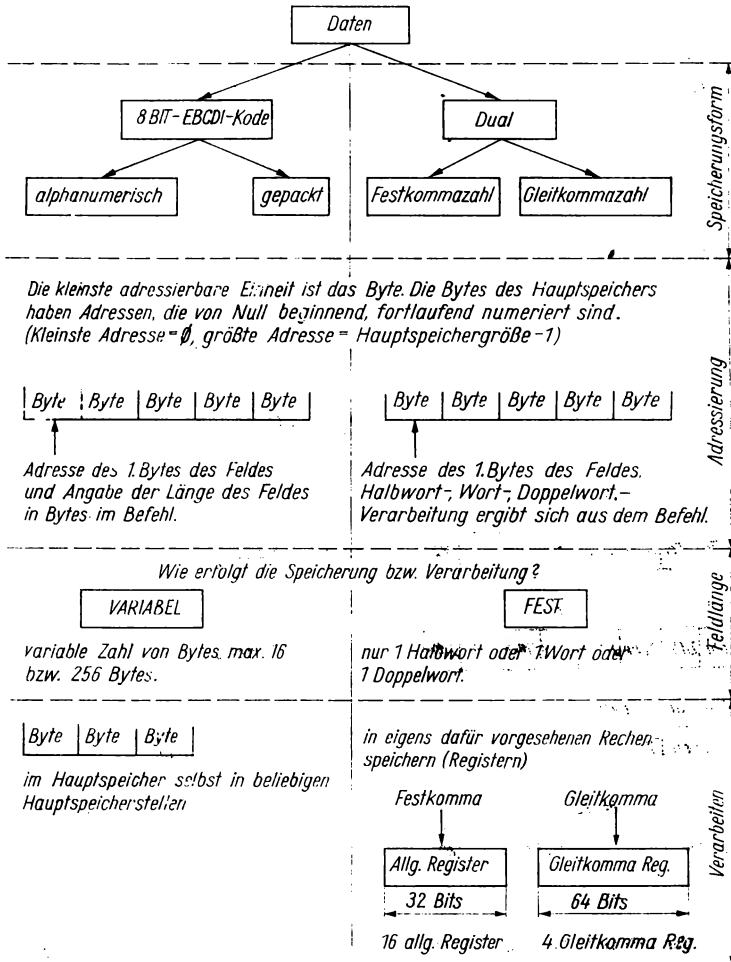 Daten
8 BIT-EBCDI-Kode
Dual
alphanumerisch
gepackt
Festkommazahl
Gleitkommazahl
Speicherungsform
Die kleinste adressierbare Einheit ist das Byte. Die Bytes des Hauptspeichers
haben Adressen, die von Null beginnend, fortlaufend numeriert sind.
(Kleinste Adresse = Ø, größte Adresse = Hauptspeichergröße -1)
Byte Byte Byte Byte Byte
Adresse des 1. Bytes des Feldes
und Angabe der Länge des Feldes
in Bytes im Befehl.
Byte Byte Byte Byte Byte
Adresse des 1. Bytes des Feldes.
Halbwort-, Wort-, Doppelwort.-
Verarbeitung ergibt sich aus dem Befehl.
Adressierung
Wie erfolgt die Speicherung bzw. Verarbeitung?
VARIABEL
variable Zahl von Bytes max. 16
bzw. 256 Bytes.
FEST
nur 1 Halbwort oder 1 Wort oder
1 Doppelwort.
Feldlänge
Byte Byte Byte
im Hauptspeicher selbst in beliebigen
Hauptspeicherstellen
in eigens dafür vorgesehenen Rechen-
speichern (Registern)
Festkomma
Gleitkomma
Allg. Register
Gleitkomma Reg.
32 Bits
64 Bits
16 allg. Register
4 Gleitkomma Reg.
Verarbeiten